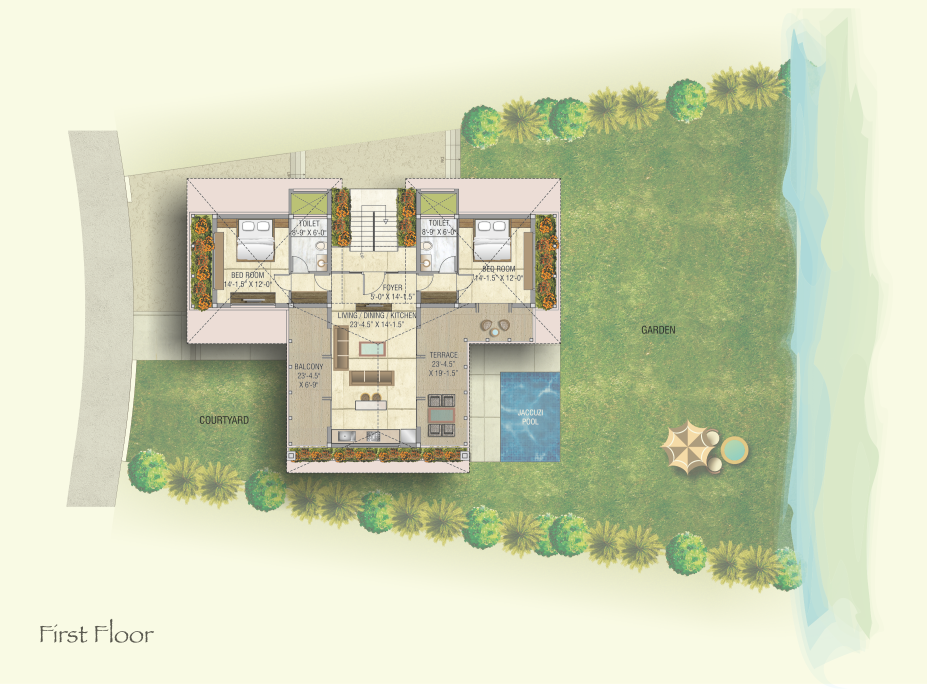 TOILET
8'-9" X 6'-0"
TOILET
8'-9" X 6'-0"
BED ROOM
14'-1.5" X 12'-0"
BED ROOM
14'-1.5" X 12'-0"
FOYER
5'-0" X 14'-1.5"
LIVING / DINING / KITCHEN
23'-4.5" X 14'-1.5"
GARDEN
BALCONY
23'-4.5"
X 6'-9"
TERRACE
23'-4.5"
X 19'-1.5"
COURTYARD
JACCUZI
POOL
First Floor